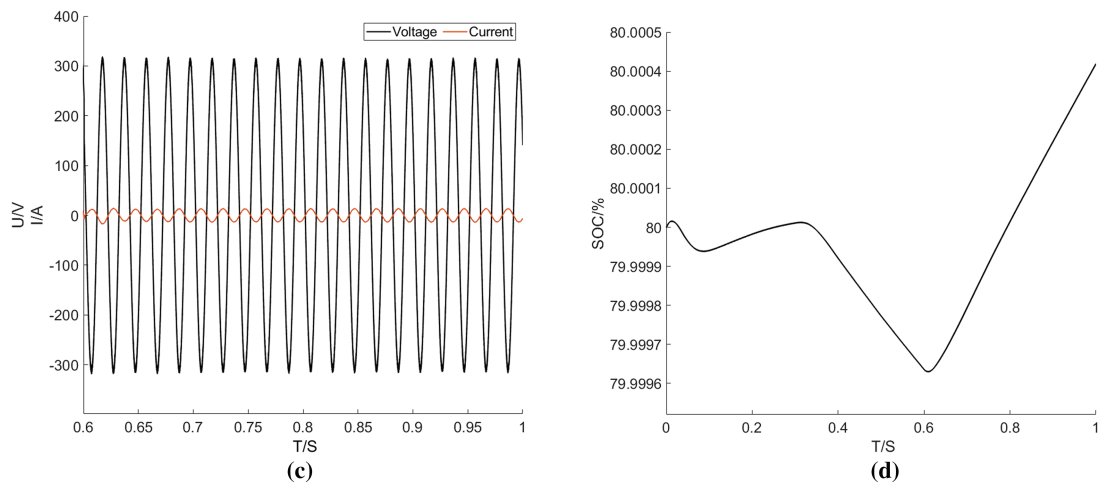 400
300
200
100
0
-100
-200
-300
U/V
I/A
Voltage Current
0.6 0.65 0.7 0.75 0.8 0.85 0.9 0.95 1
T/S
(c)
80.0005
80.0004
80.0003
80.0002
80.0001
80
79.9999
79.9998
79.9997
79.9996
SOC/%
0 0.2 0.4 0.6 0.8 1
T/S
(d)